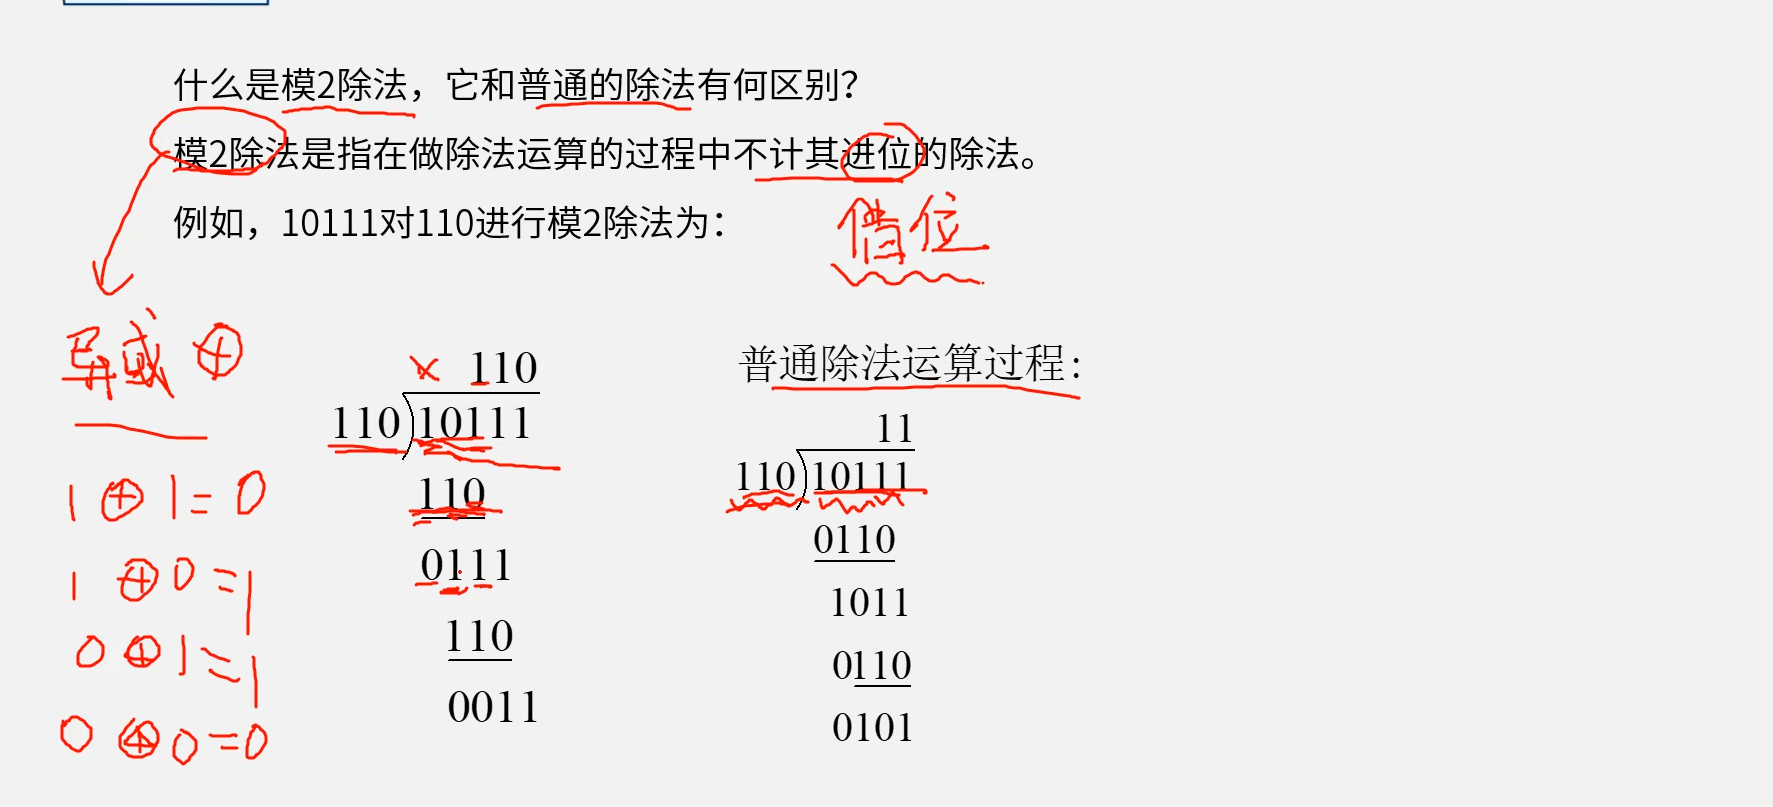 什么是模2除法，它和普通的除法有何区别？
模2除法是指在做除法运算的过程中不计其进位的除法。
例如，10111对110进行模2除法为：
借位
异或 ⊕
1 ⊕ 1 = 0
1 ⊕ 0 = 1
0 ⊕ 1 = 1
0 ⊕ 0 = 0
x 110
110)10111
110
0111
110
0011
普通除法运算过程：
11
110)10111
0110
1011
0110
0101